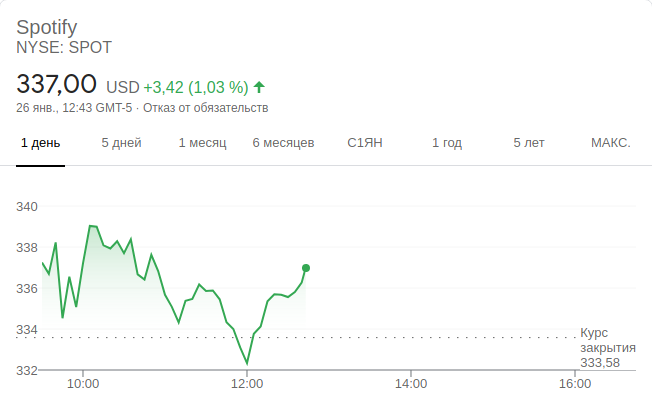 Spotify
NYSE: SPOT
337,00 USD +3,42 (1,03 %)
26 янв., 12:43 GMT-5 · Отказ от обязательств
1 день 5 дней 1 месяц 6 месяцев С1ЯН 1 год 5 лет МАКС.
340
338
336
334
Курс
закрытия
333,58
332
10:00 12:00 14:00 16:00